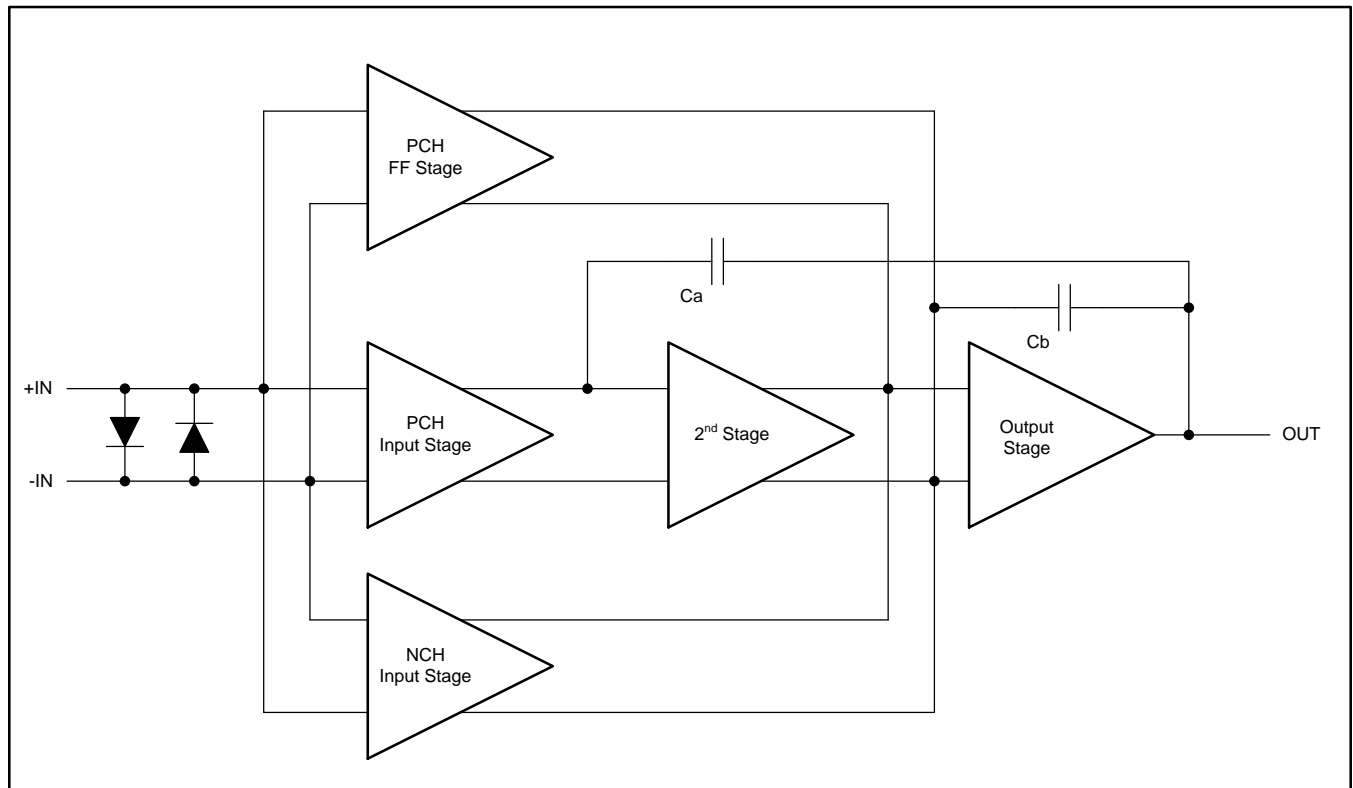 PCH
FF Stage
Ca
Cb
+IN
PCH
Input Stage
2nd Stage
Output
Stage
OUT
-IN
NCH
Input Stage